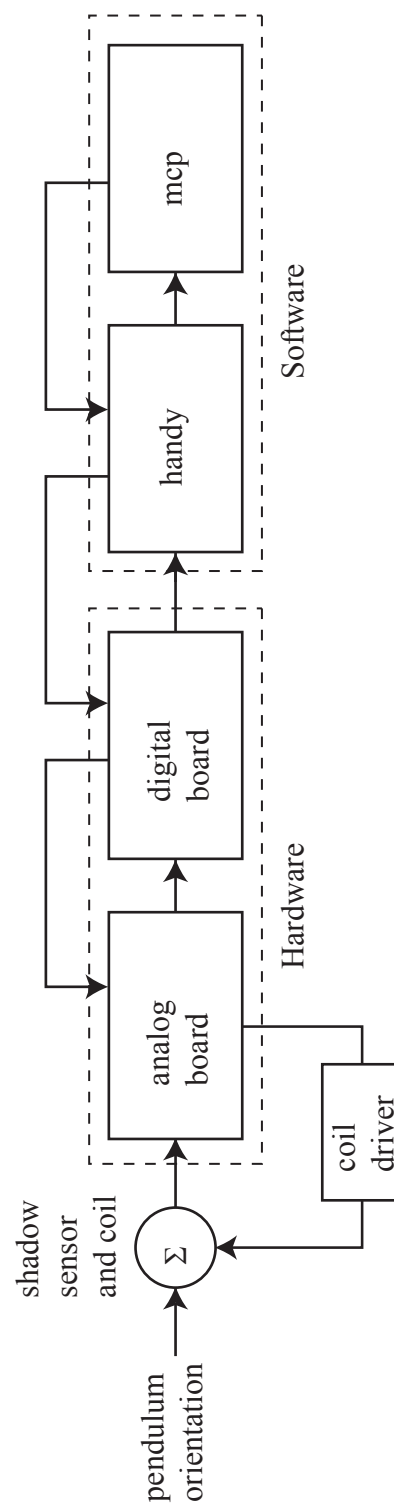 pendulum
orientation
shadow
sensor
and coil
Σ
analog
board
digital
board
Hardware
handy
mcp
Software
coil
driver